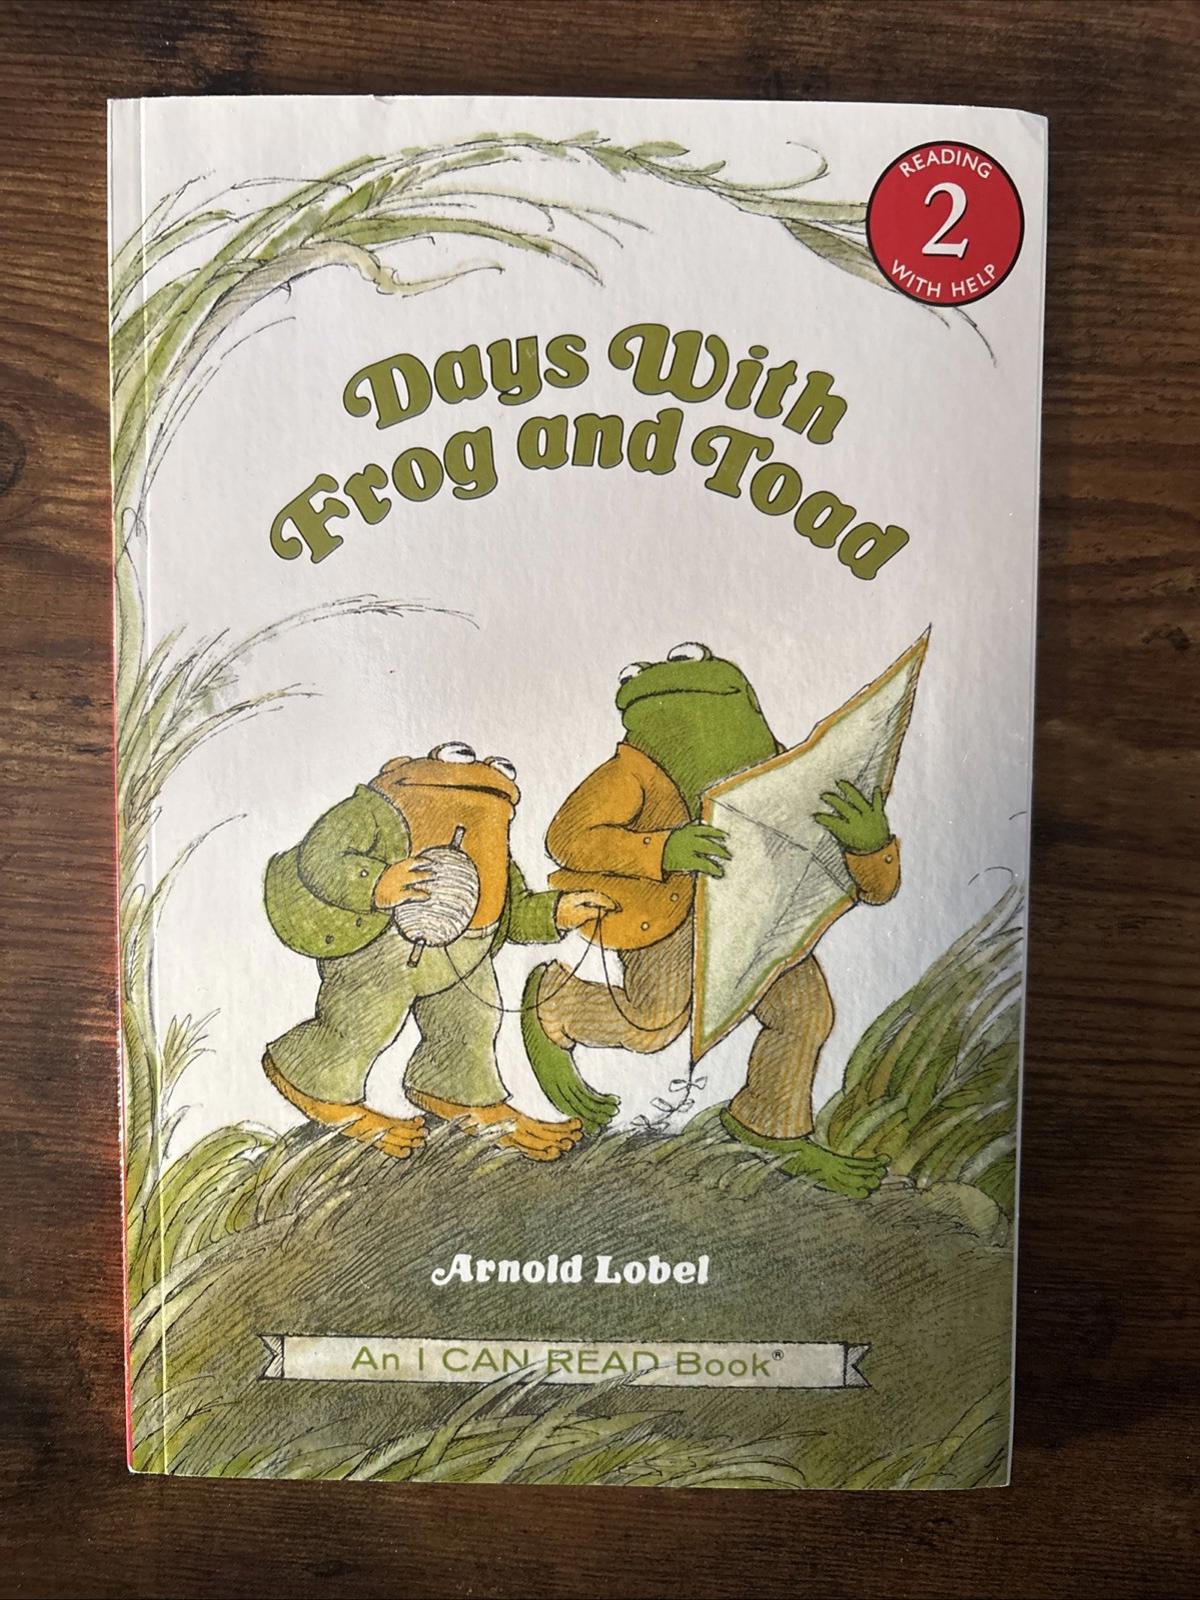 READING
2
WITH HELP
Days With
Frog and Toad
Arnold Lobel
An I CAN READ Book®